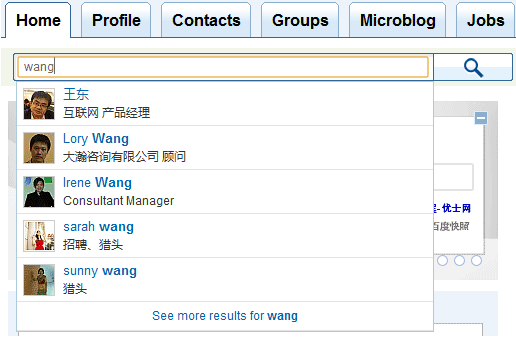 Home Profile Contacts Groups Microblog Jobs
wang
王东
互联网 产品经理
Lory Wang
大瀚咨询有限公司 顾问
Irene Wang
Consultant Manager
sarah wang
招聘、猎头
sunny wang
猎头
See more results for wang
-优士网
百度快照